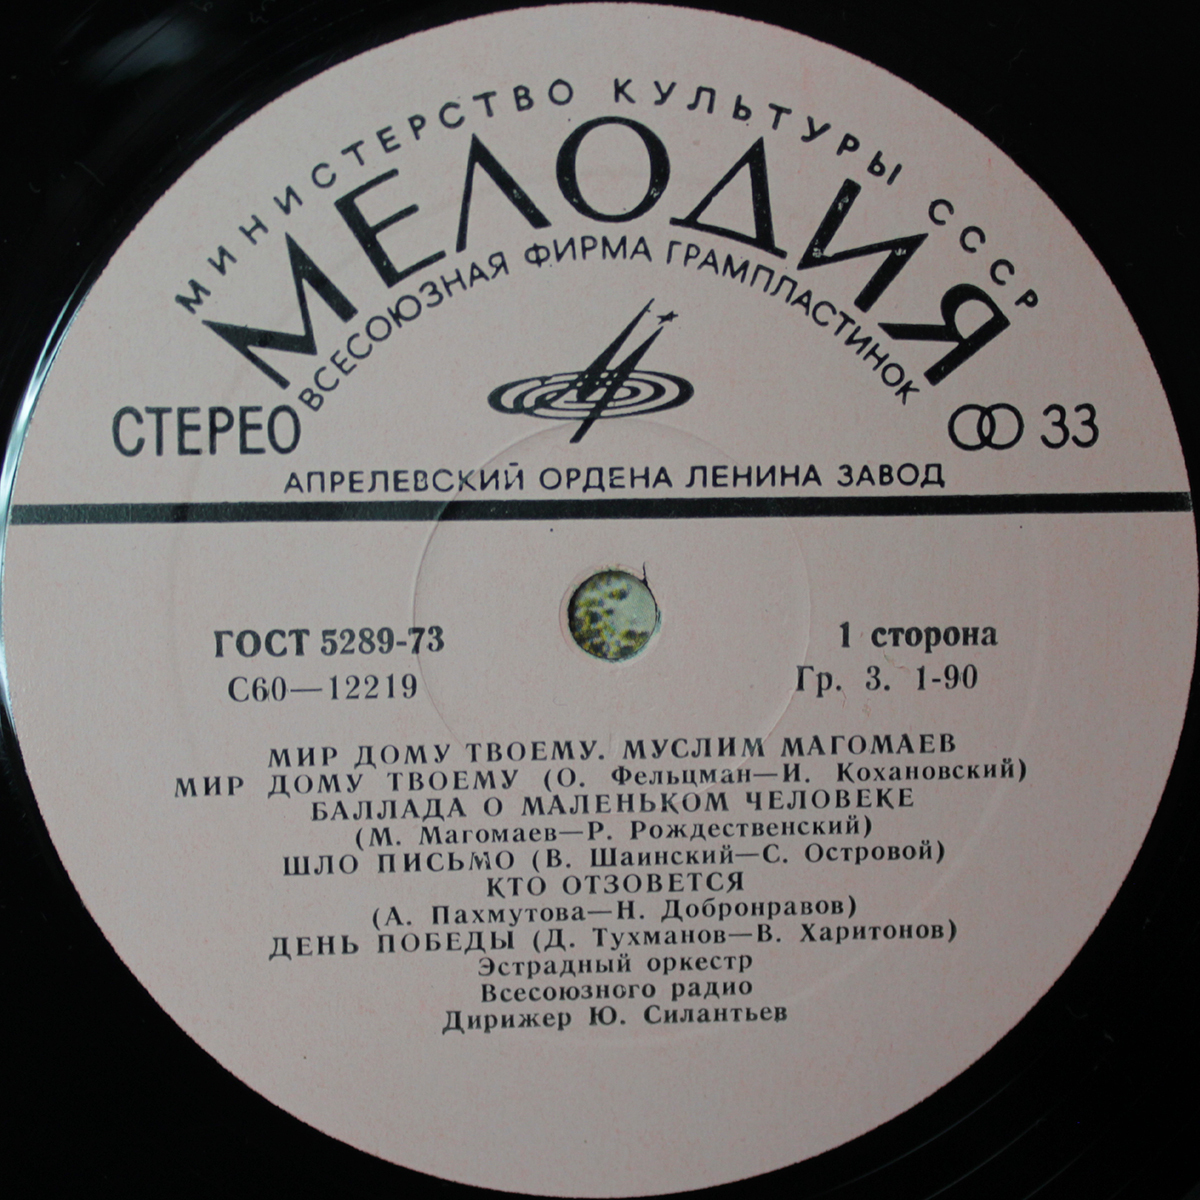 МИНИСТЕРСТВО КУЛЬТУРЫ СССР
МЕЛОДИЯ
ВСЕСОЮЗНАЯ ФИРМА ГРАМПЛАСТИНОК
СТЕРЕО
33
АПРЕЛЕВСКИЙ ОРДЕНА ЛЕНИНА ЗАВОД
ГОСТ 5289-73
1 сторона
С60—12219
Гр. 3. 1-90
МИР ДОМУ ТВОЕМУ. МУСЛИМ МАГОМАЕВ
МИР ДОМУ ТВОЕМУ (О. Фельцман—И. Кохановский)
БАЛЛАДА О МАЛЕНЬКОМ ЧЕЛОВЕКЕ
(М. Магомаев—Р. Рождественский)
ШЛО ПИСЬМО (В. Шаинский—С. Островой)
КТО ОТЗОВЕТСЯ
(А. Пахмутова—Н. Добронравов)
ДЕНЬ ПОБЕДЫ (Д. Тухманов—В. Харитонов)
Эстрадный оркестр
Всесоюзного радио
Дирижер Ю. Силантьев